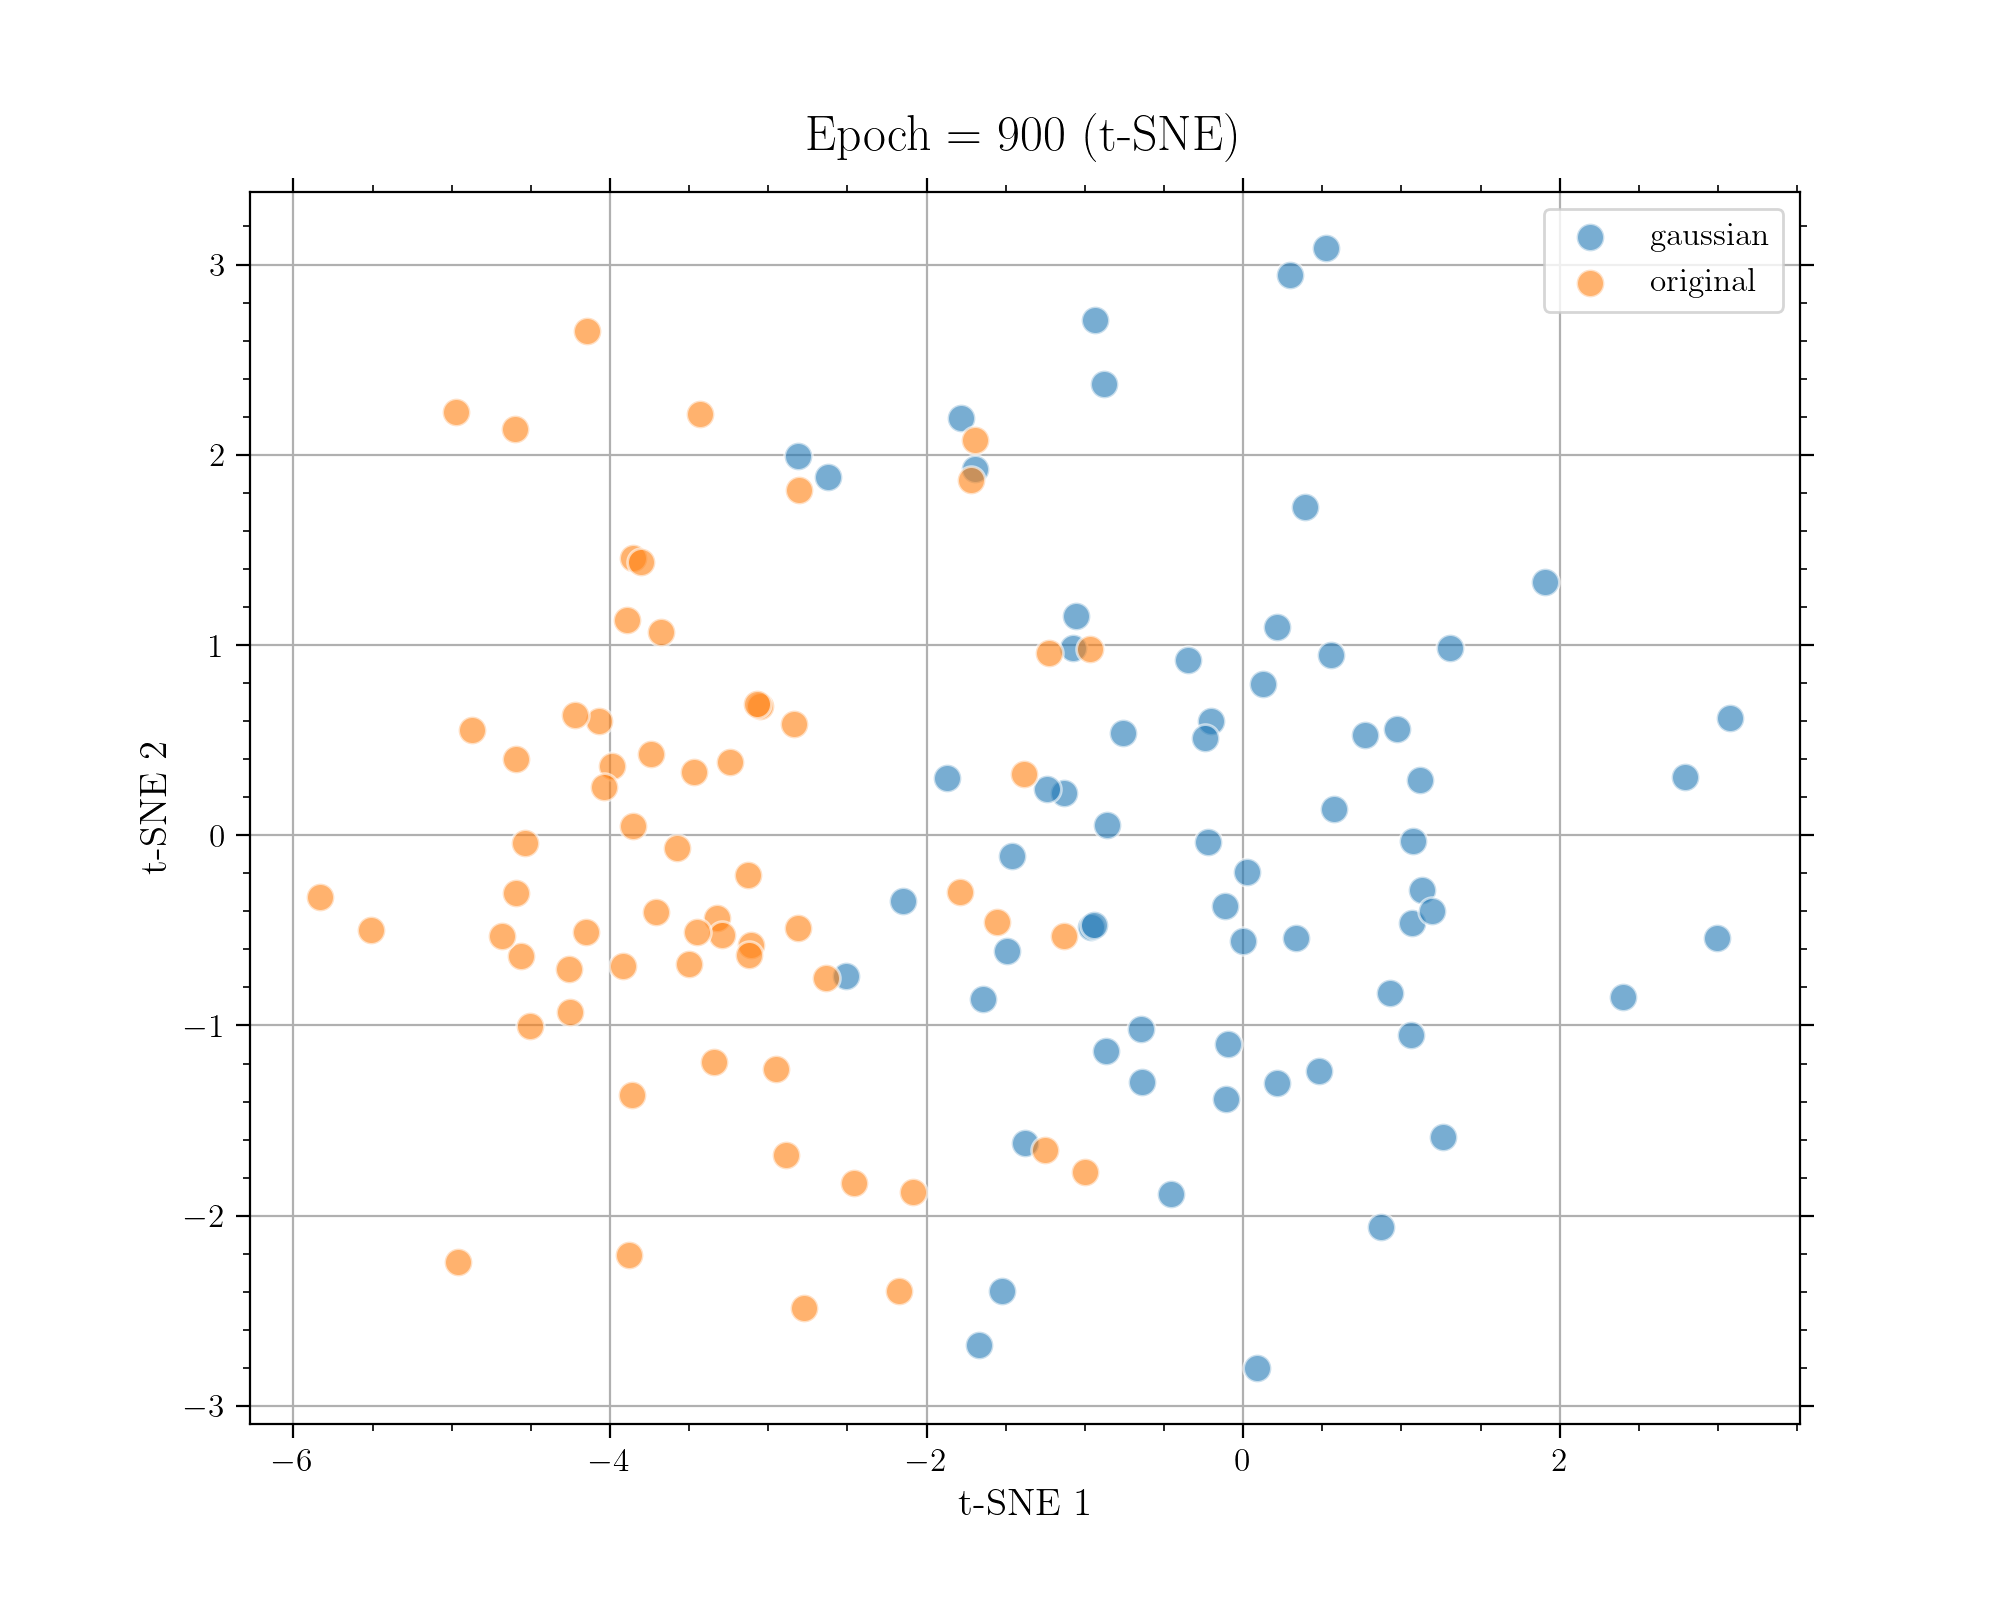 Epoch = 900 (t-SNE)
gaussian
original
3
2
1
0
−1
−2
−3
t-SNE 2
−6 −4 −2 0 2
t-SNE 1